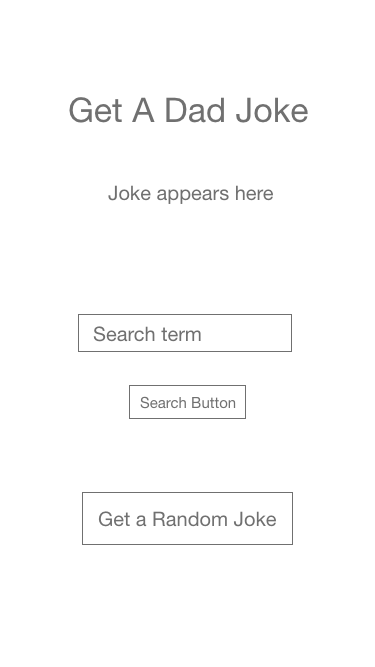 Get A Dad Joke
Joke appears here
Search term
Search Button
Get a Random Joke